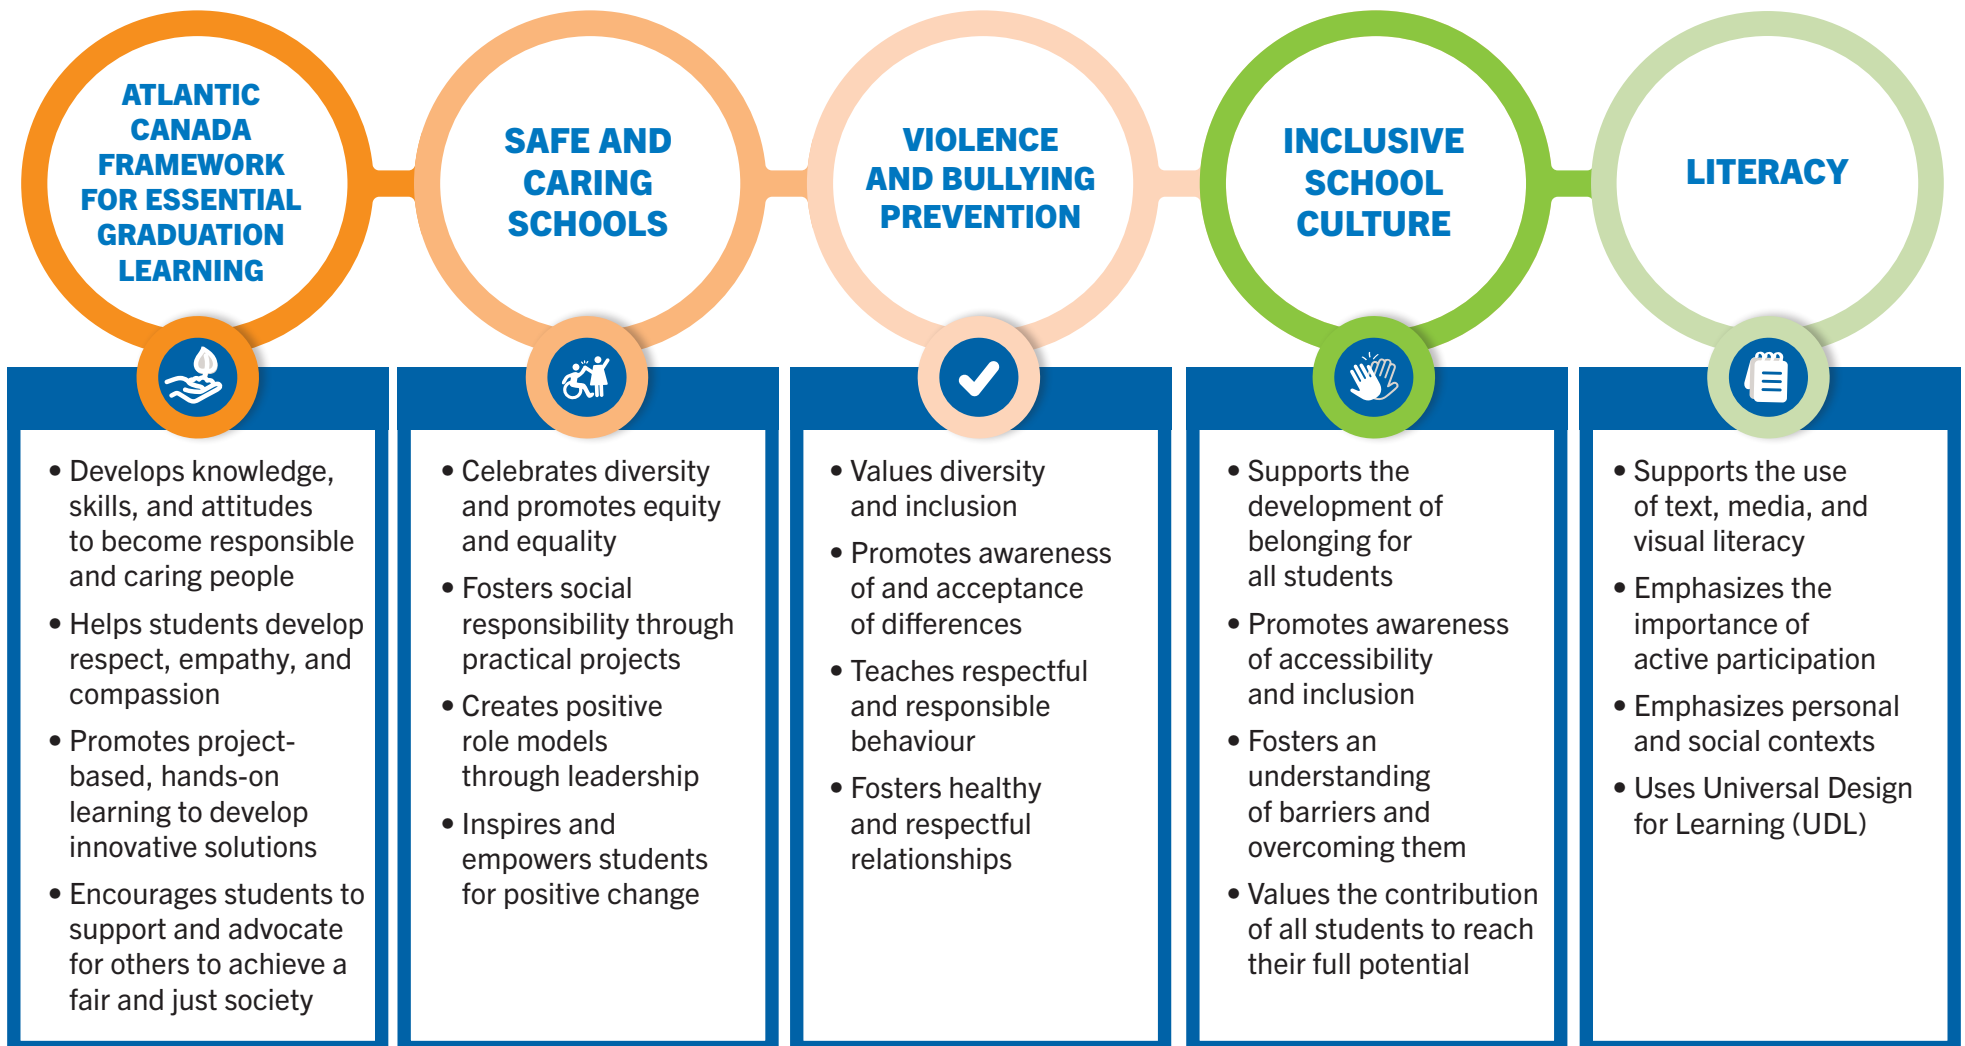 ATLANTIC
CANADA
FRAMEWORK
FOR ESSENTIAL
GRADUATION
LEARNING
• Develops knowledge,
skills, and attitudes
to become responsible
and caring people
• Helps students develop
respect, empathy, and
compassion
• Promotes project-
based, hands-on
learning to develop
innovative solutions
• Encourages students to
support and advocate
for others to achieve a
fair and just society
SAFE AND
CARING
SCHOOLS
• Celebrates diversity
and promotes equity
and equality
• Fosters social
responsibility through
practical projects
• Creates positive
role models
through leadership
• Inspires and
empowers students
for positive change
VIOLENCE
AND BULLYING
PREVENTION
• Values diversity
and inclusion
• Promotes awareness
of and acceptance
of differences
• Teaches respectful
and responsible
behaviour
• Fosters healthy
and respectful
relationships
INCLUSIVE
SCHOOL
CULTURE
• Supports the
development of
belonging for
all students
• Promotes awareness
of accessibility
and inclusion
• Fosters an
understanding
of barriers and
overcoming them
• Values the contribution
of all students to reach
their full potential
LITERACY
• Supports the use
of text, media, and
visual literacy
• Emphasizes the
importance of
active participation
• Emphasizes personal
and social contexts
• Uses Universal Design
for Learning (UDL)